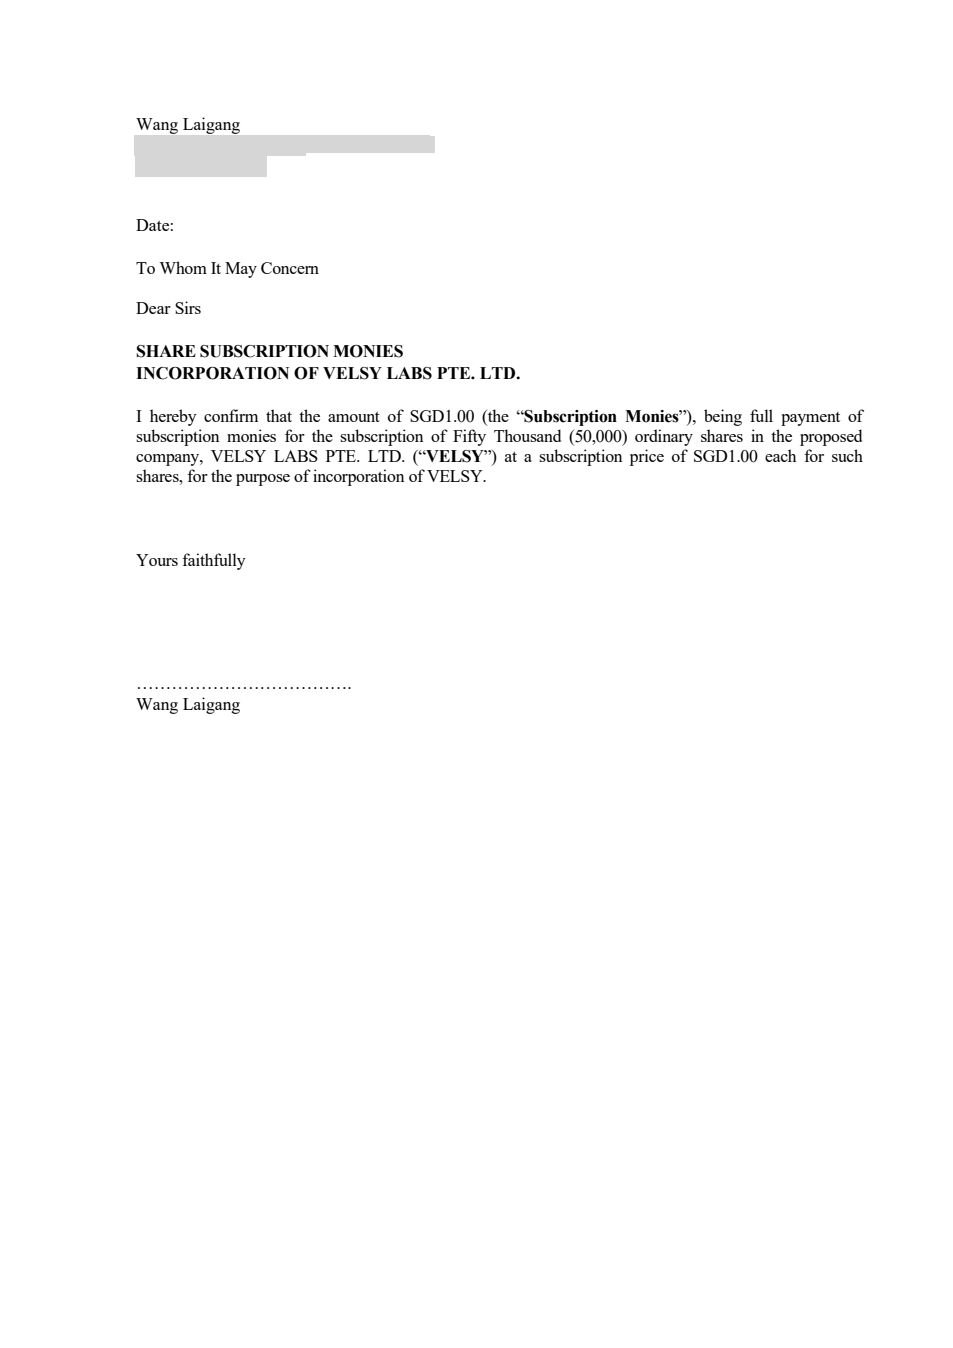 Wang Laigang
Date:
To Whom It May Concern
Dear Sirs
SHARE SUBSCRIPTION MONIES
INCORPORATION OF VELSY LABS PTE. LTD.
I hereby confirm that the amount of SGD1.00 (the “Subscription Monies”), being full payment of
subscription monies for the subscription of Fifty Thousand (50,000) ordinary shares in the proposed
company, VELSY LABS PTE. LTD. (“VELSY”) at a subscription price of SGD1.00 each for such
shares, for the purpose of incorporation of VELSY.
Yours faithfully
……………………………….
Wang Laigang